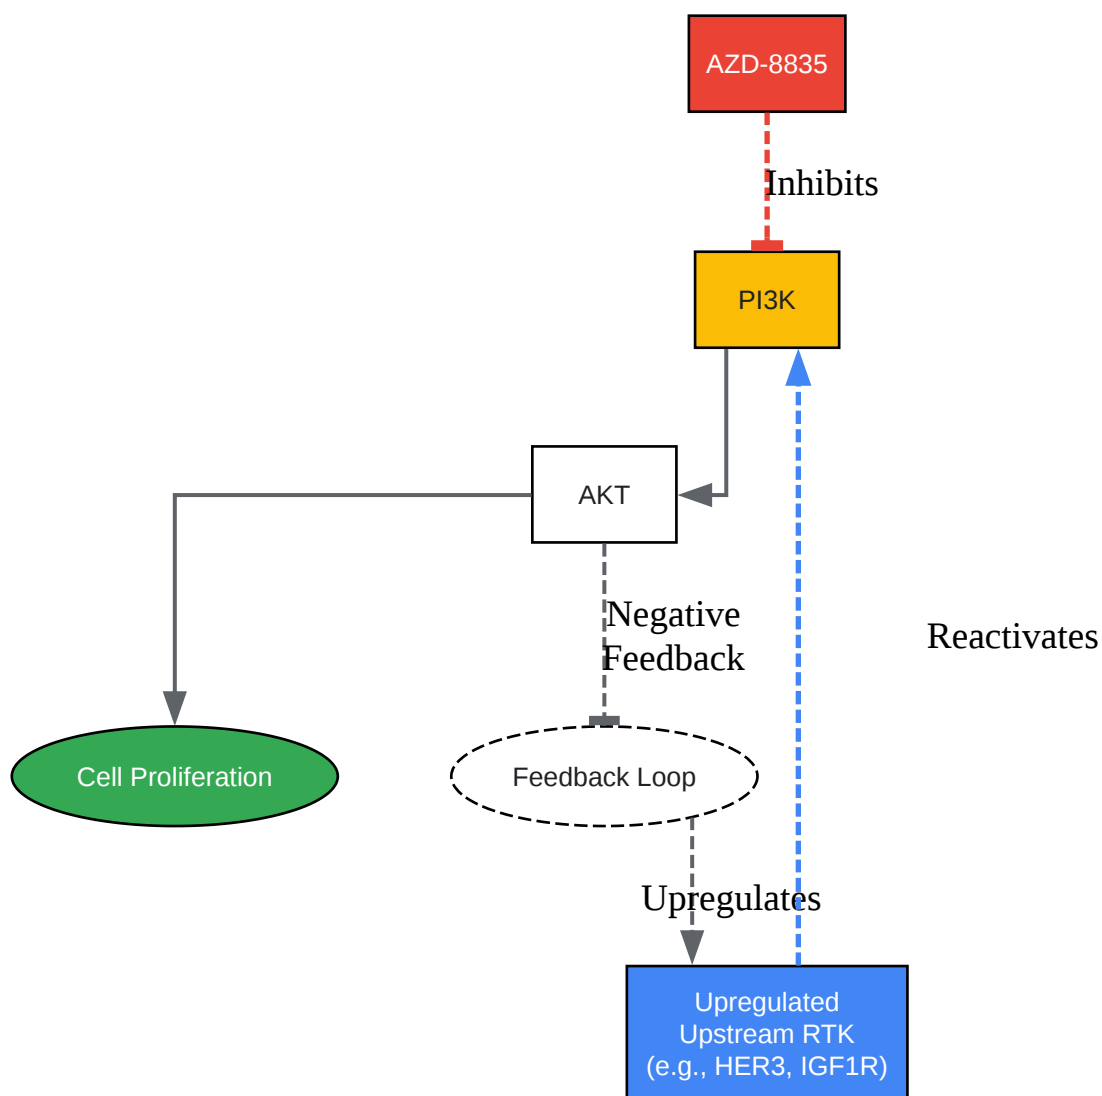 AZD-8835
Inhibits
PI3K
AKT
Negative
Feedback
Reactivates
Cell Proliferation
Feedback Loop
Upregulates
Upregulated
Upstream RTK
(e.g., HER3, IGF1R)